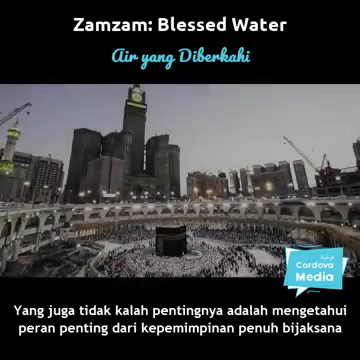 Zamzam: Blessed Water
Air yang Diberkahi
Cordova
Media
Yang juga tidak kalah pentingnya adalah mengetahui
peran penting dari kepemimpinan penuh bijaksana